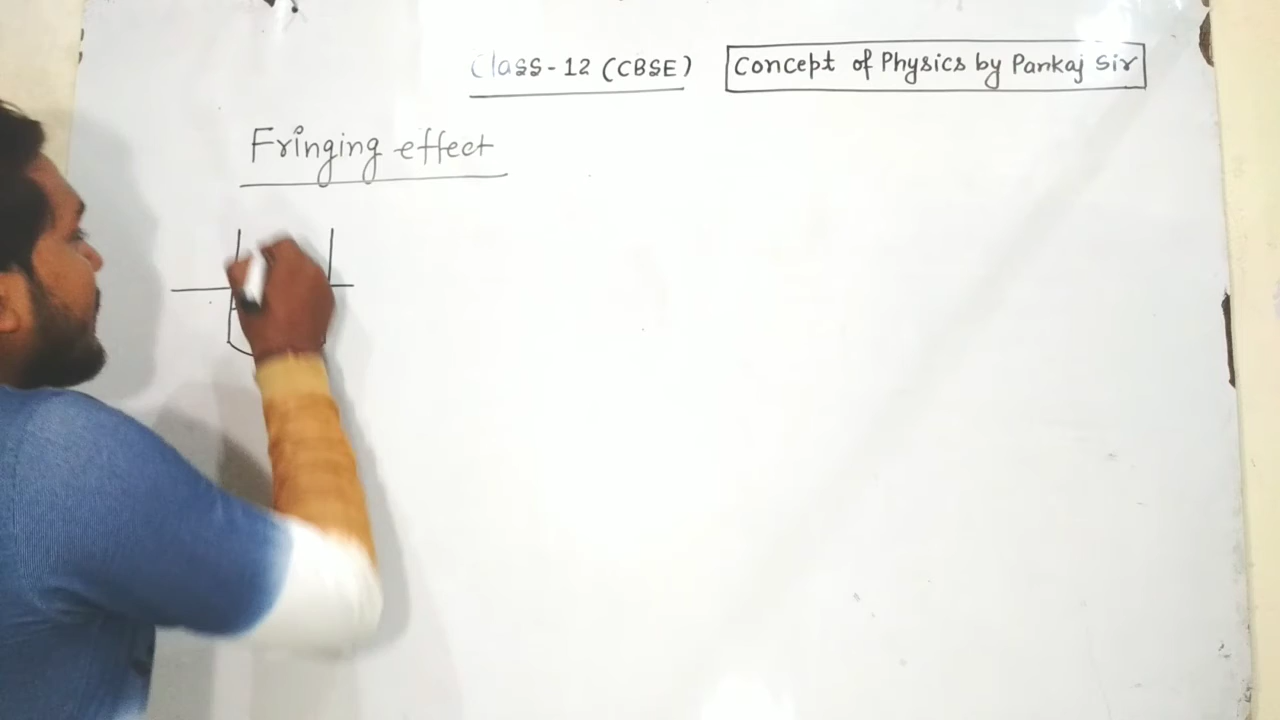 Class-12 (CBSE) Concept of Physics by Pankaj Sir
Fringing effect